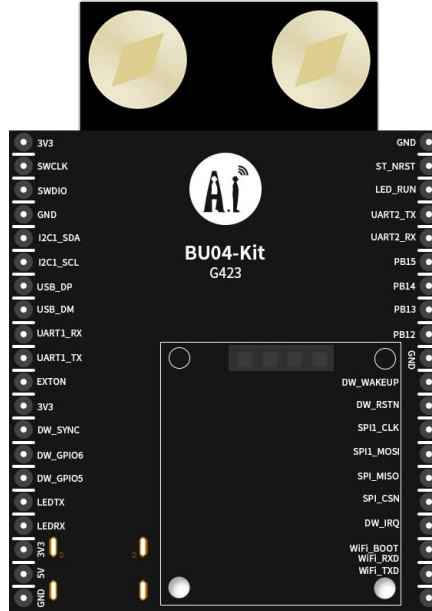 3V3
SWCLK
SWDIO
GND
I2C1_SDA
I2C1_SCL
USB_DP
USB_DM
UART1_RX
UART1_TX
EXTON
3V3
DW_SYNC
DW_GPIO6
DW_GPIO5
LEDTX
LEDRX
3V3
5V
GND
Ai
BU04-Kit
G423
GND
ST_NRST
LED_RUN
UART2_TX
UART2_RX
PB15
PB14
PB13
PB12
GND
DW_WAKEUP
DW_RSTN
SPI1_CLK
SPI1_MOSI
SPI_MISO
SPI_CSN
DW_IRQ
WiFi_BOOT
WiFi_RXD
WiFi_TXD